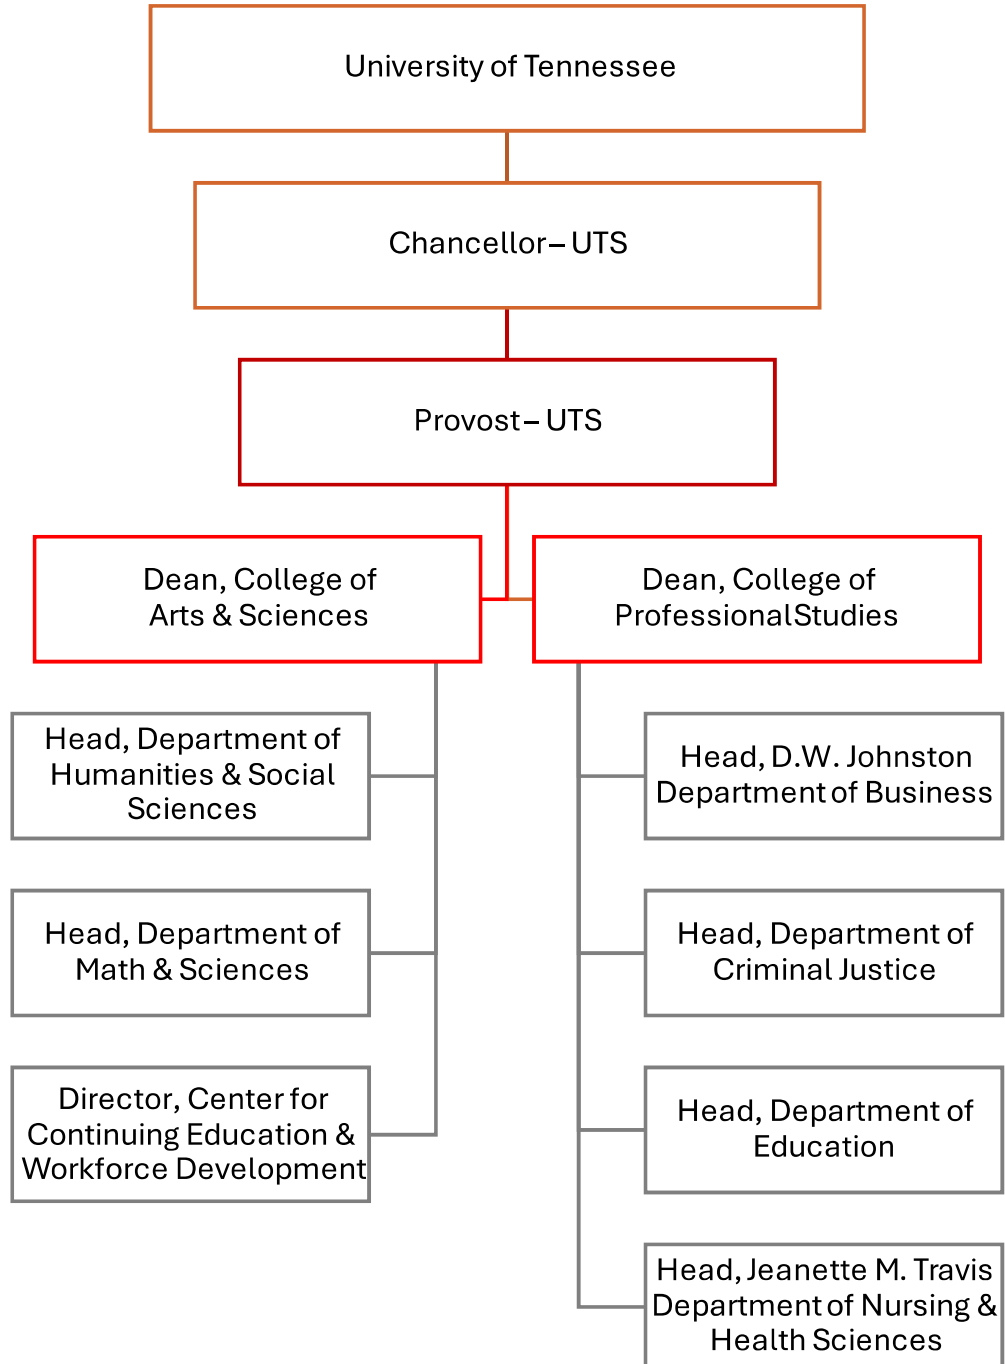 University of Tennessee
Chancellor – UTS
Provost – UTS
Dean, College of
Arts & Sciences
Dean, College of
Professional Studies
Head, Department of
Humanities & Social
Sciences
Head, Department of
Math & Sciences
Director, Center for
Continuing Education &
Workforce Development
Head, D.W. Johnston
Department of Business
Head, Department of
Criminal Justice
Head, Department of
Education
Head, Jeanette M. Travis
Department of Nursing &
Health Sciences